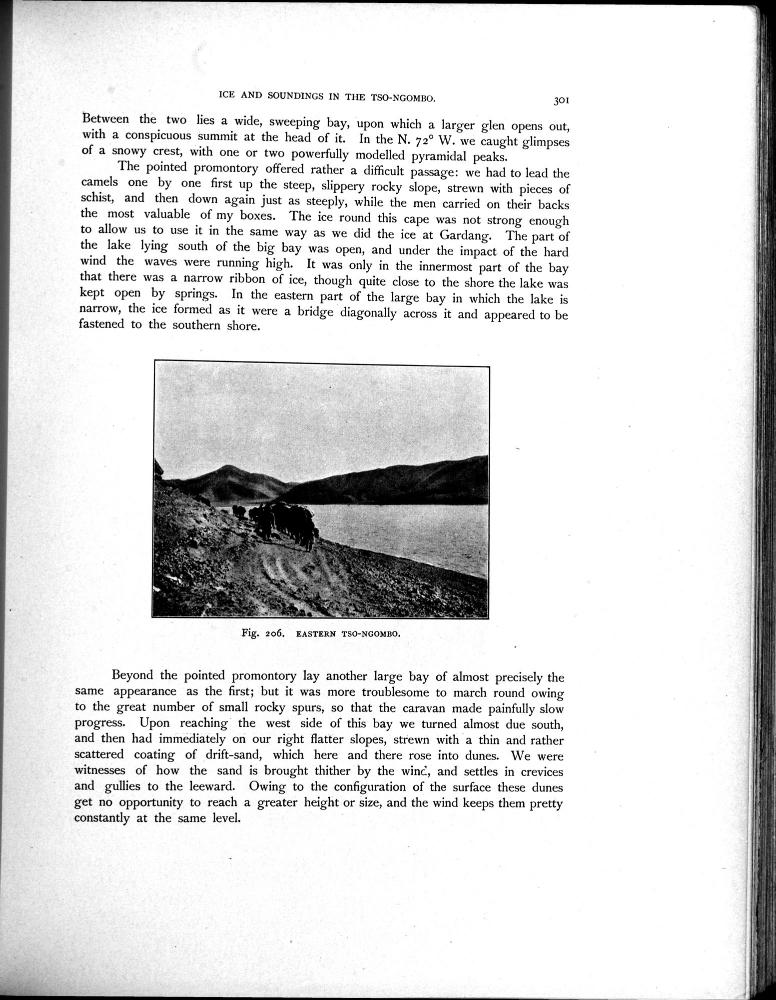 ICE AND SOUNDINGS IN THE TSO-NGOMBO. 301
Between the two lies a wide, sweeping bay, upon which a larger glen opens out,
with a conspicuous summit at the head of it. In the N. 72° W. we caught glimpses
of a snowy crest, with one or two powerfully modelled pyramidal peaks.
The pointed promontory offered rather a difficult passage: we had to lead the
camels one by one first up the steep, slippery rocky slope, strewn with pieces of
schist, and then down again just as steeply, while the men carried on their backs
the most valuable of my boxes. The ice round this cape was not strong enough
to allow us to use it in the same way as we did the ice at Gardang. The part of
the lake lying south of the big bay was open, and under the impact of the hard
wind the waves were running high. It was only in the innermost part of the bay
that there was a narrow ribbon of ice, though quite close to the shore the lake was
kept open by springs. In the eastern part of the large bay in which the lake is
narrow, the ice formed as it were a bridge diagonally across it and appeared to be
fastened to the southern shore.
Fig. 206. EASTERN TSO-NGOMBO.
Beyond the pointed promontory lay another large bay of almost precisely the
same appearance as the first; but it was more troublesome to march round owing
to the great number of small rocky spurs, so that the caravan made painfully slow
progress. Upon reaching the west side of this bay we turned almost due south,
and then had immediately on our right flatter slopes, strewn with a thin and rather
scattered coating of drift-sand, which here and there rose into dunes. We were
witnesses of how the sand is brought thither by the wind, and settles in crevices
and gullies to the leeward. Owing to the configuration of the surface these dunes
get no opportunity to reach a greater height or size, and the wind keeps them pretty
constantly at the same level.